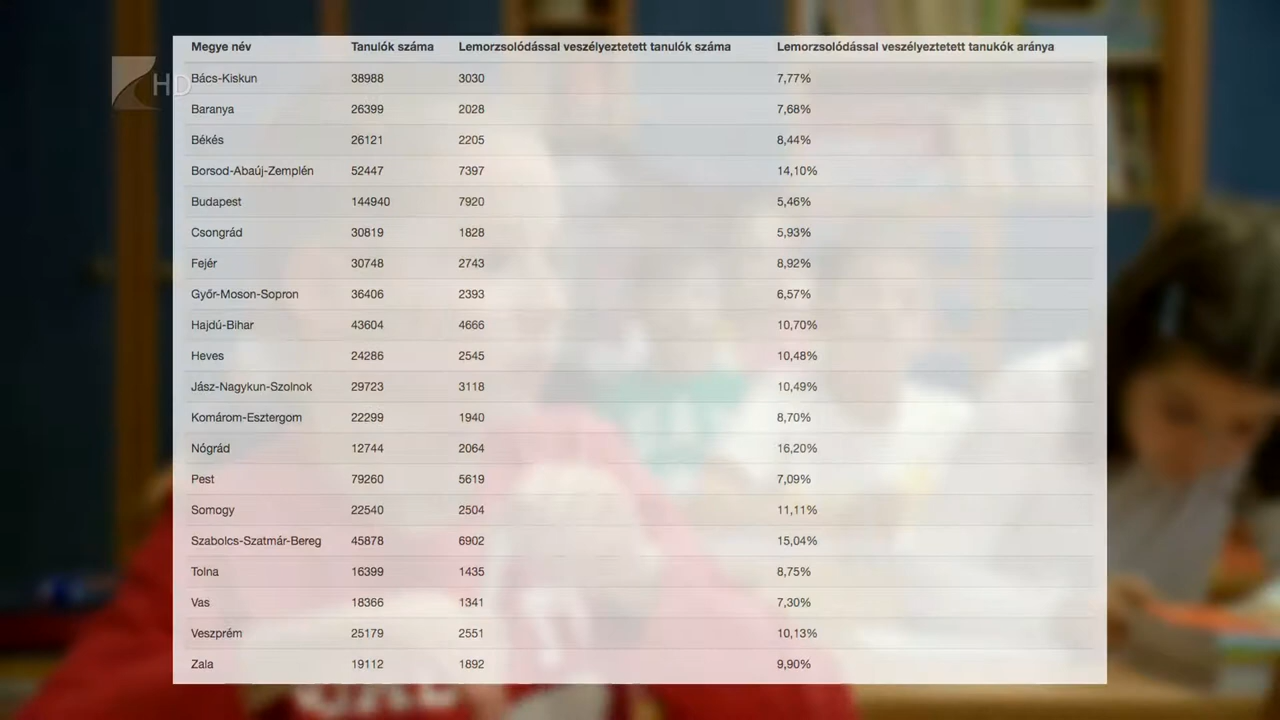 Megye név Tanulók száma Lemorzsolódással veszélyeztetett tanulók száma Lemorzsolódással veszélyeztetett tanukók aránya
HD
Bács-Kiskun 38988 3030 7,77%
Baranya 26399 2028 7,68%
Békés 26121 2205 8,44%
Borsod-Abaúj-Zemplén 52447 7397 14,10%
Budapest 144940 7920 5,46%
Csongrád 30819 1828 5,93%
Fejér 30748 2743 8,92%
Győr-Moson-Sopron 36406 2393 6,57%
Hajdú-Bihar 43604 4666 10,70%
Heves 24286 2545 10,48%
Jász-Nagykun-Szolnok 29723 3118 10,49%
Komárom-Esztergom 22299 1940 8,70%
Nógrád 12744 2064 16,20%
Pest 79260 5619 7,09%
Somogy 22540 2504 11,11%
Szabolcs-Szatmár-Bereg 45878 6902 15,04%
Tolna 16399 1435 8,75%
Vas 18366 1341 7,30%
Veszprém 25179 2551 10,13%
Zala 19112 1892 9,90%